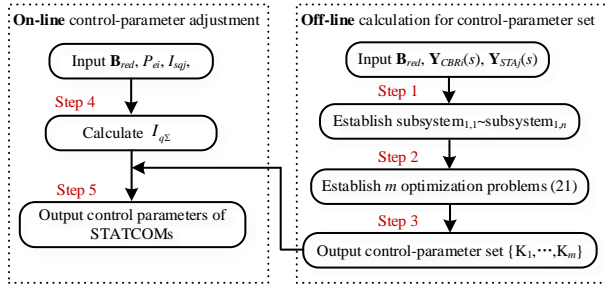 On-line control-parameter adjustment
Input B_red, P_ei, I_sqj,
Step 4
Calculate I_qΣ
Step 5
Output control parameters of
STATCOMs
Off-line calculation for control-parameter set
Input B_red, Y_CBRi(s), Y_STAj(s)
Step 1
Establish subsystem_1,1~subsystem_1,n
Step 2
Establish m optimization problems (21)
Step 3
Output control-parameter set {K_1,⋯,K_m}